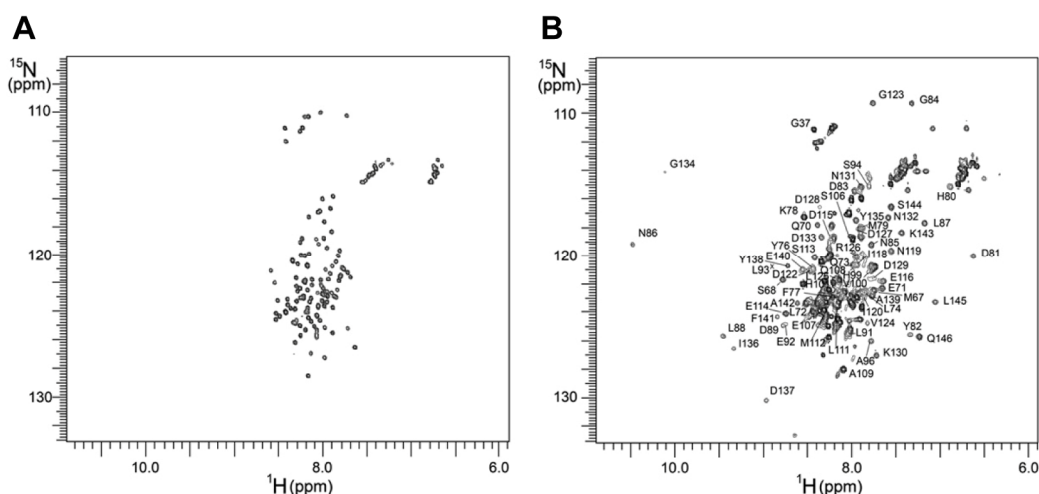 A
15N
(ppm)
110
120
130
10.0
8.0
6.0
1H (ppm)
B
15N
(ppm)
110
120
130
G123
G84
G37
G134
S94
N131
D83
S106
H80
D128
K78
D115
Q70
D133
Y76
S113
E140
Y138
L93
D122
S68
N86
S144
Y135
N132
L87
M79
D127
K143
R126
N85
I118
N119
D81
Q73
Q108
H99
V100
D129
E116
E71
M67
F77
A142
E114
L72
F141
D89
E107
E92
M112
L88
I136
A139
L74
I120
L145
V124
L91
L111
Y82
Q146
A96
K130
A109
D137
10.0
8.0
6.0
1H (ppm)